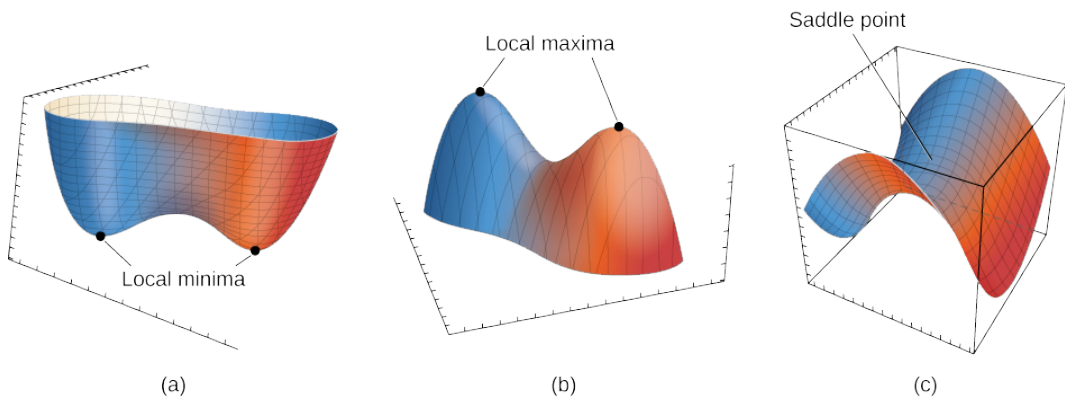 Saddle point
Local maxima
Local minima
(a)
(b)
(c)